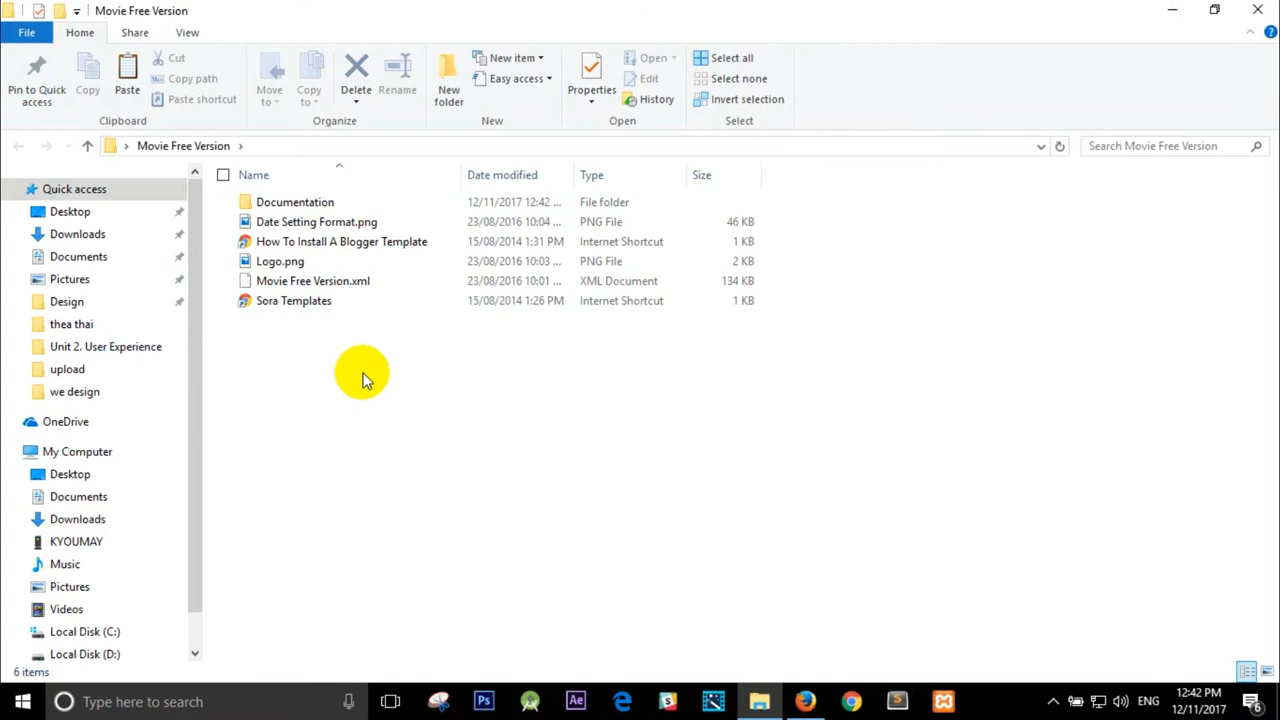 Movie Free Version
File Home Share View
Pin to Quick access
Copy
Paste
Cut
Copy path
Paste shortcut
Clipboard
Move to
Copy to
Delete
Rename
Organize
New folder
New item
Easy access
New
Properties
Open
Edit
History
Open
Select all
Select none
Invert selection
Select
Movie Free Version
Search Movie Free Version
Name Date modified Type Size
Documentation 12/11/2017 12:42 ... File folder
Date Setting Format.png 23/08/2016 10:04 ... PNG File 46 KB
How To Install A Blogger Template 15/08/2014 1:31 PM Internet Shortcut 1 KB
Logo.png 23/08/2016 10:03 ... PNG File 2 KB
Movie Free Version.xml 23/08/2016 10:01 ... XML Document 134 KB
Sora Templates 15/08/2014 1:26 PM Internet Shortcut 1 KB
Quick access
Desktop
Downloads
Documents
Pictures
Design
thea thai
Unit 2. User Experience
upload
we design
OneDrive
My Computer
Desktop
Documents
Downloads
KYOUMAY
Music
Pictures
Videos
Local Disk (C:)
Local Disk (D:)
6 items
Type here to search
Ps
Ae
ENG
12:42 PM
12/11/2017
6